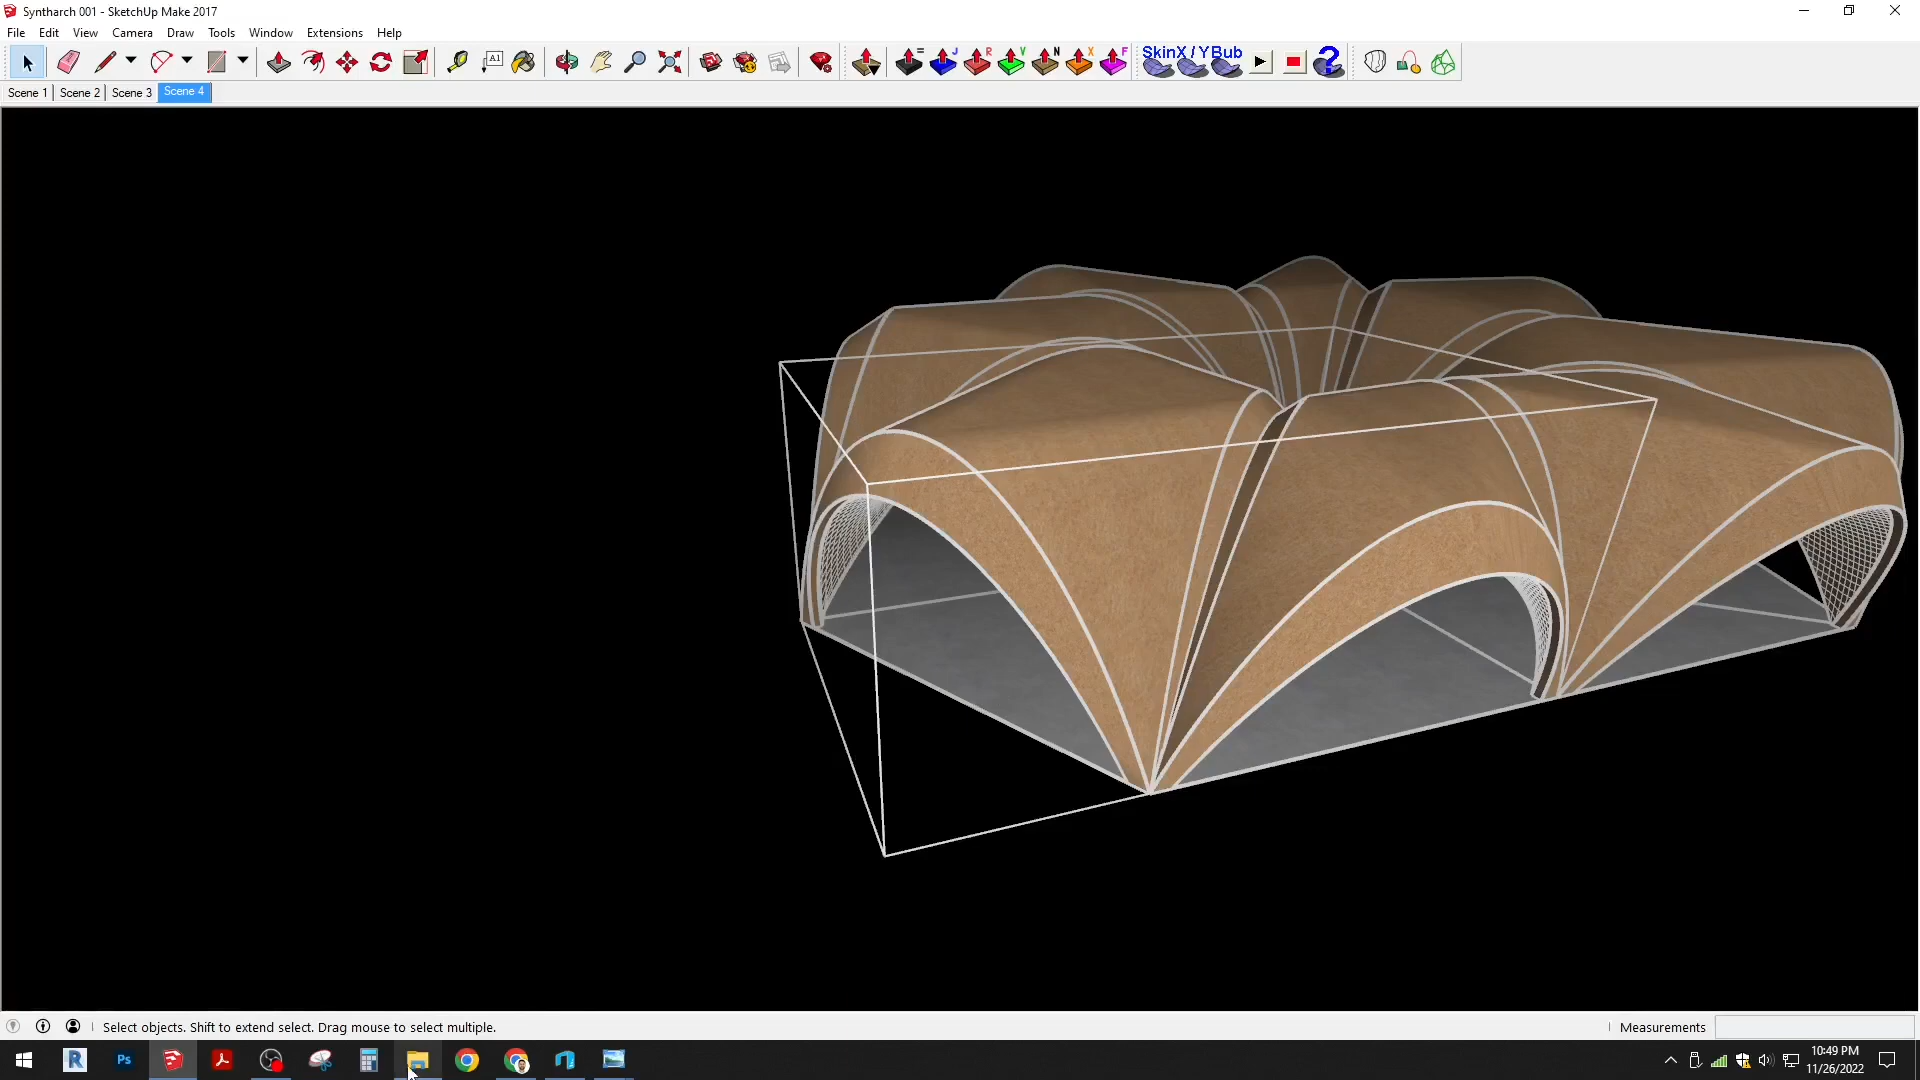 Syntharch 001 - SketchUp Make 2017
File Edit View Camera Draw Tools Window Extensions Help
A1 = J R V N X F SkinX / YBub ?
Scene 1 Scene 2 Scene 3 Scene 4
Select objects. Shift to extend select. Drag mouse to select multiple. Measurements
R Ps
10:49 PM
11/26/2022